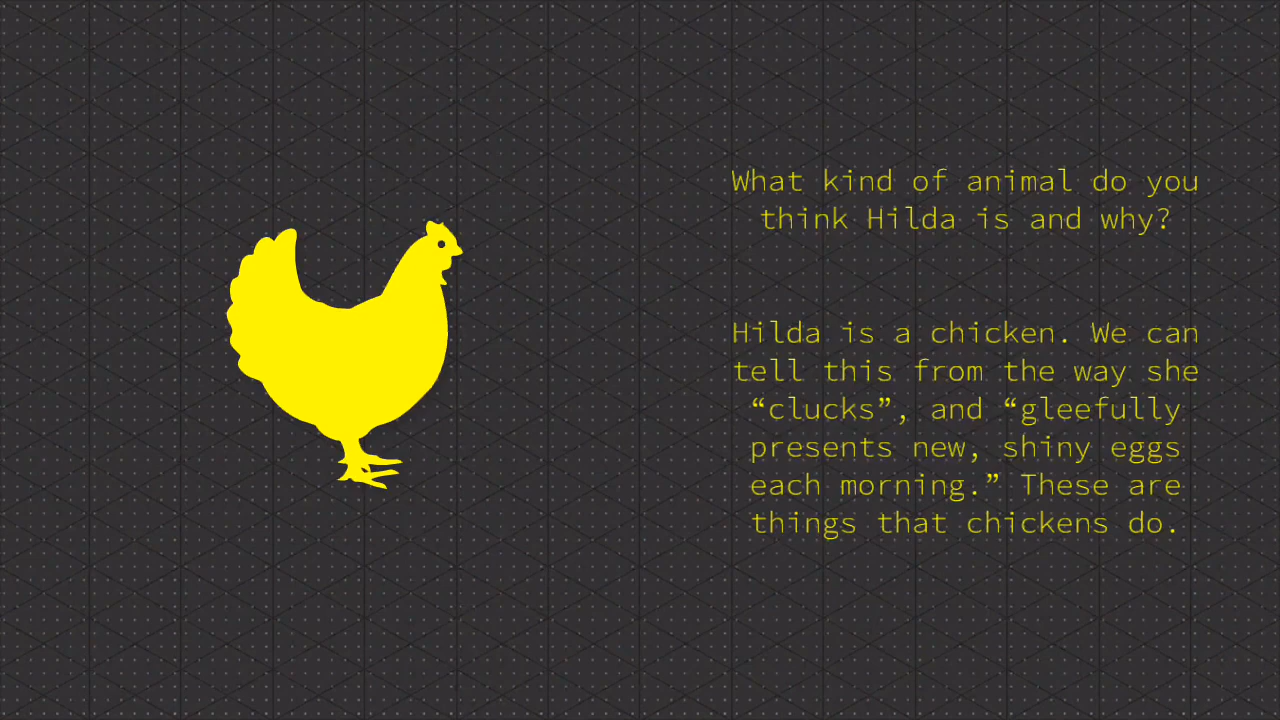 What kind of animal do you
think Hilda is and why?
Hilda is a chicken. We can
tell this from the way she
“clucks”, and “gleefully
presents new, shiny eggs
each morning.” These are
things that chickens do.